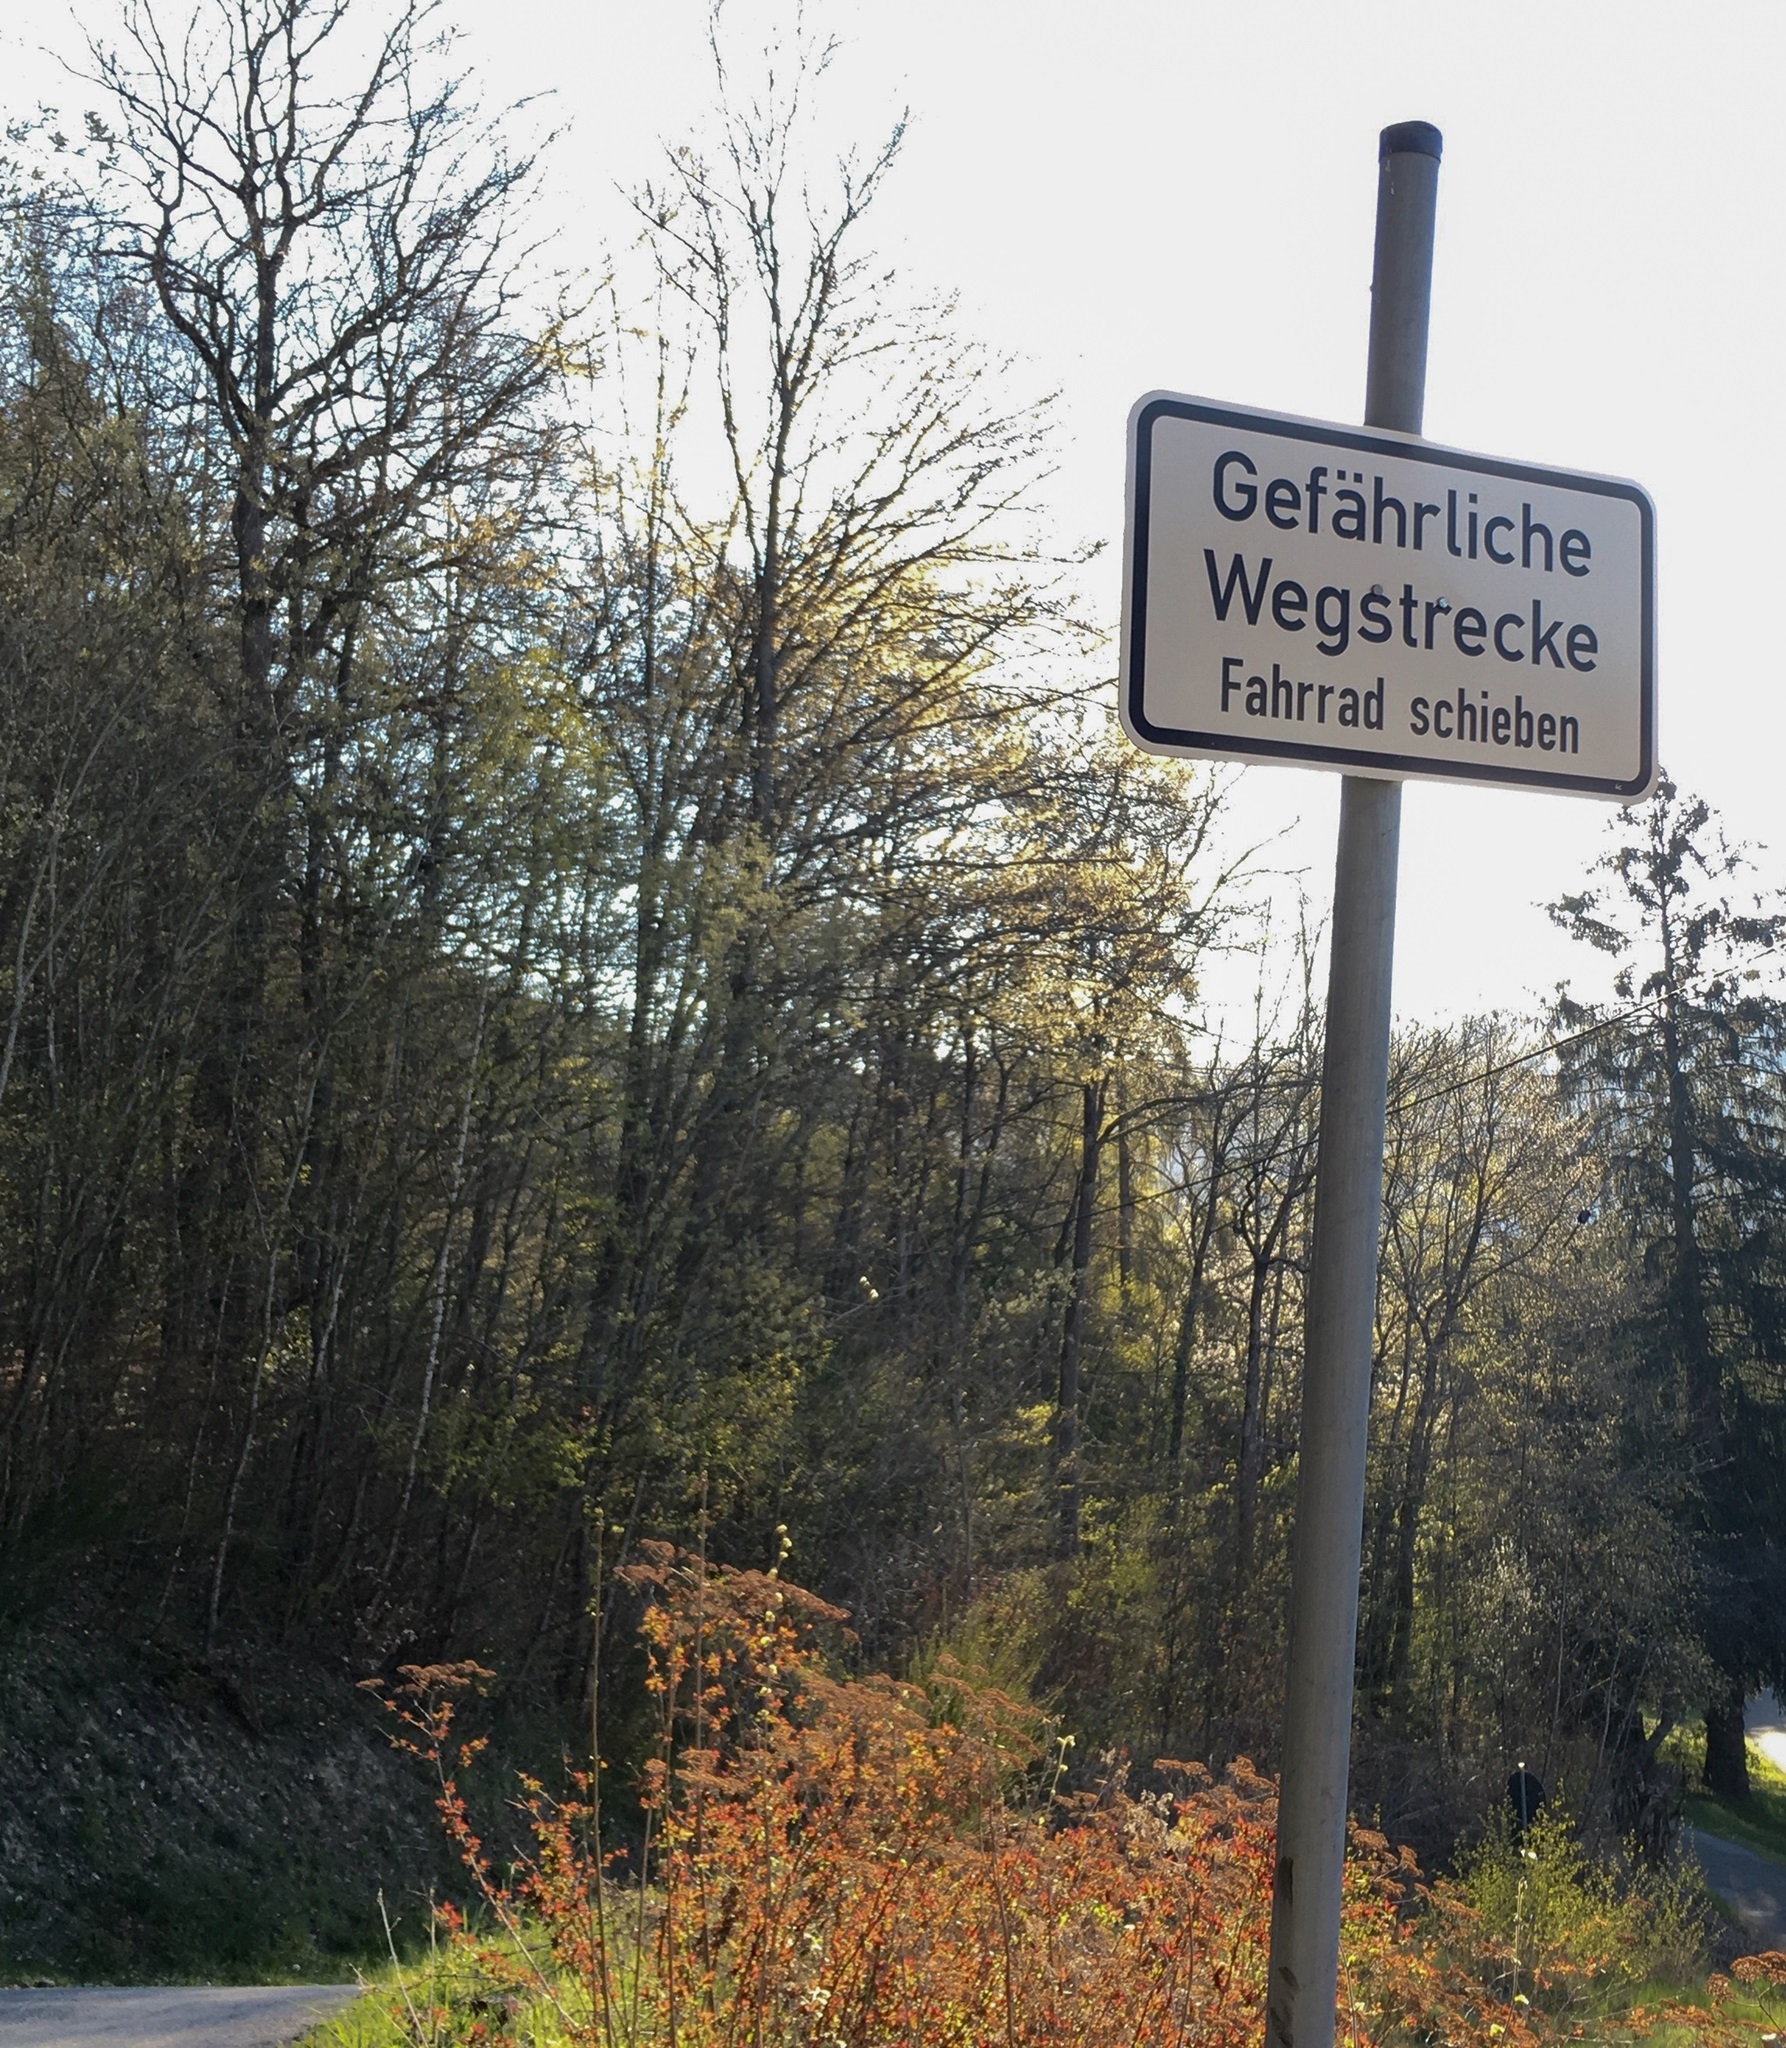 Gefährliche
Wegstrecke
Fahrrad schieben